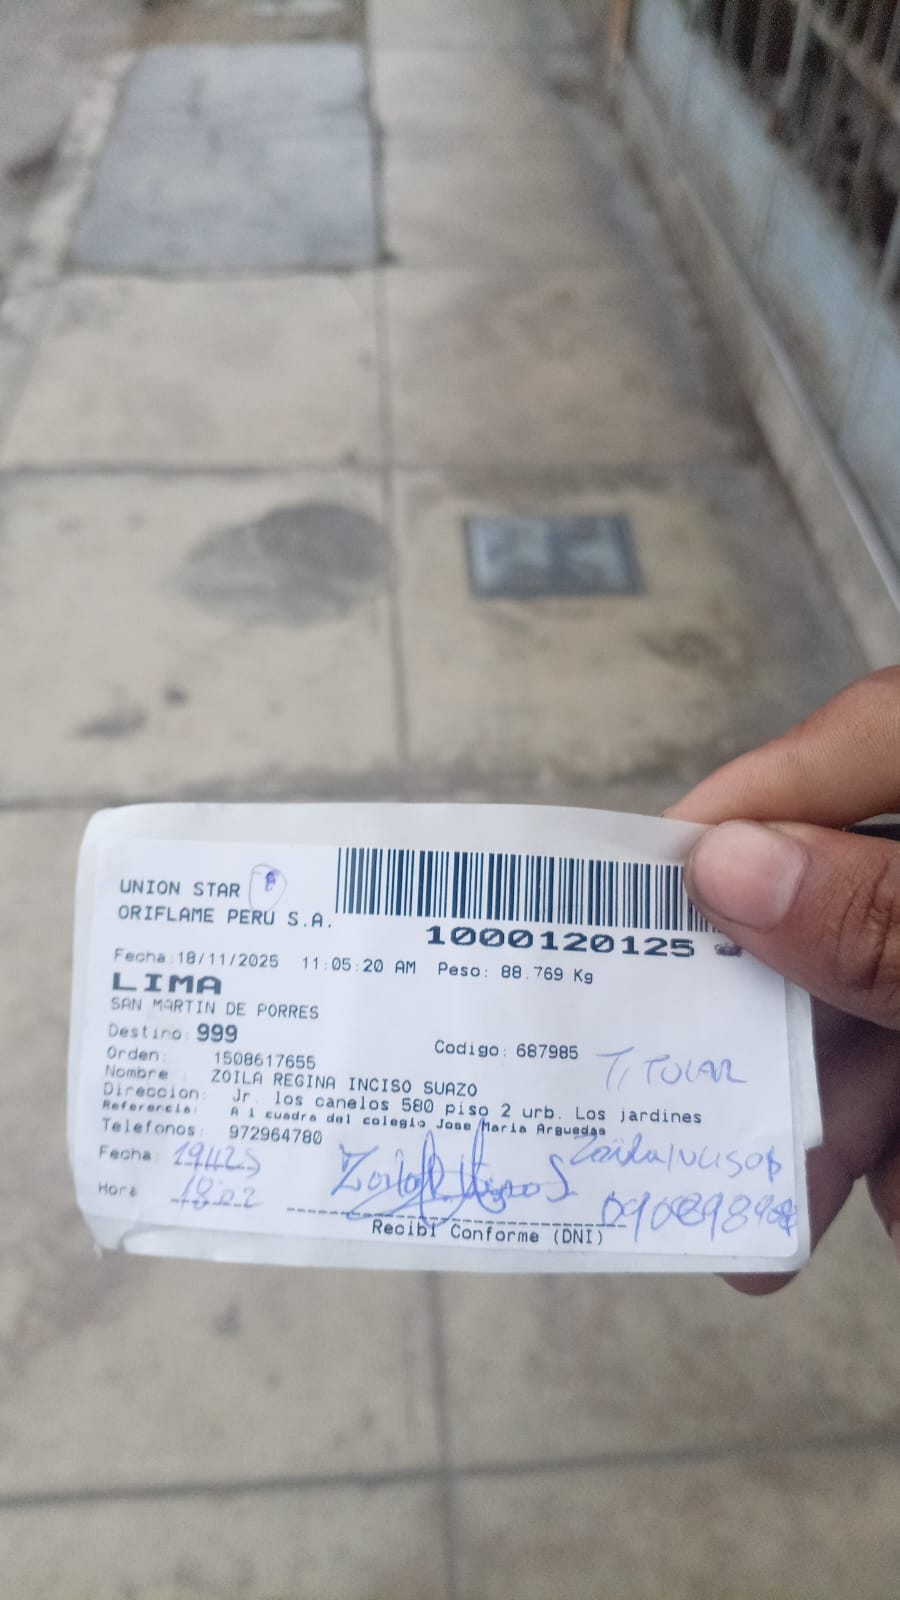 UNION STAR
ORIFLAME PERU S.A.
1000120125
Fecha:18/11/2025 11:05:20 AM Peso: 88.769 Kg
LIMA
SAN MARTIN DE PORRES
Destino: 999
Codigo: 687985
TITULAR
Orden: 1508617655
Nombre : ZOILA REGINA INCISO SUAZO
Direccion: Jr. los canelos 580 piso 2 urb. Los jardines
Referencia: A 1 cuadra del colegio Jose Maria Arguedas
Telefonos: 972964780
Fecha:
Zoila
Hora 18:02
Recibi Conforme (DNI)